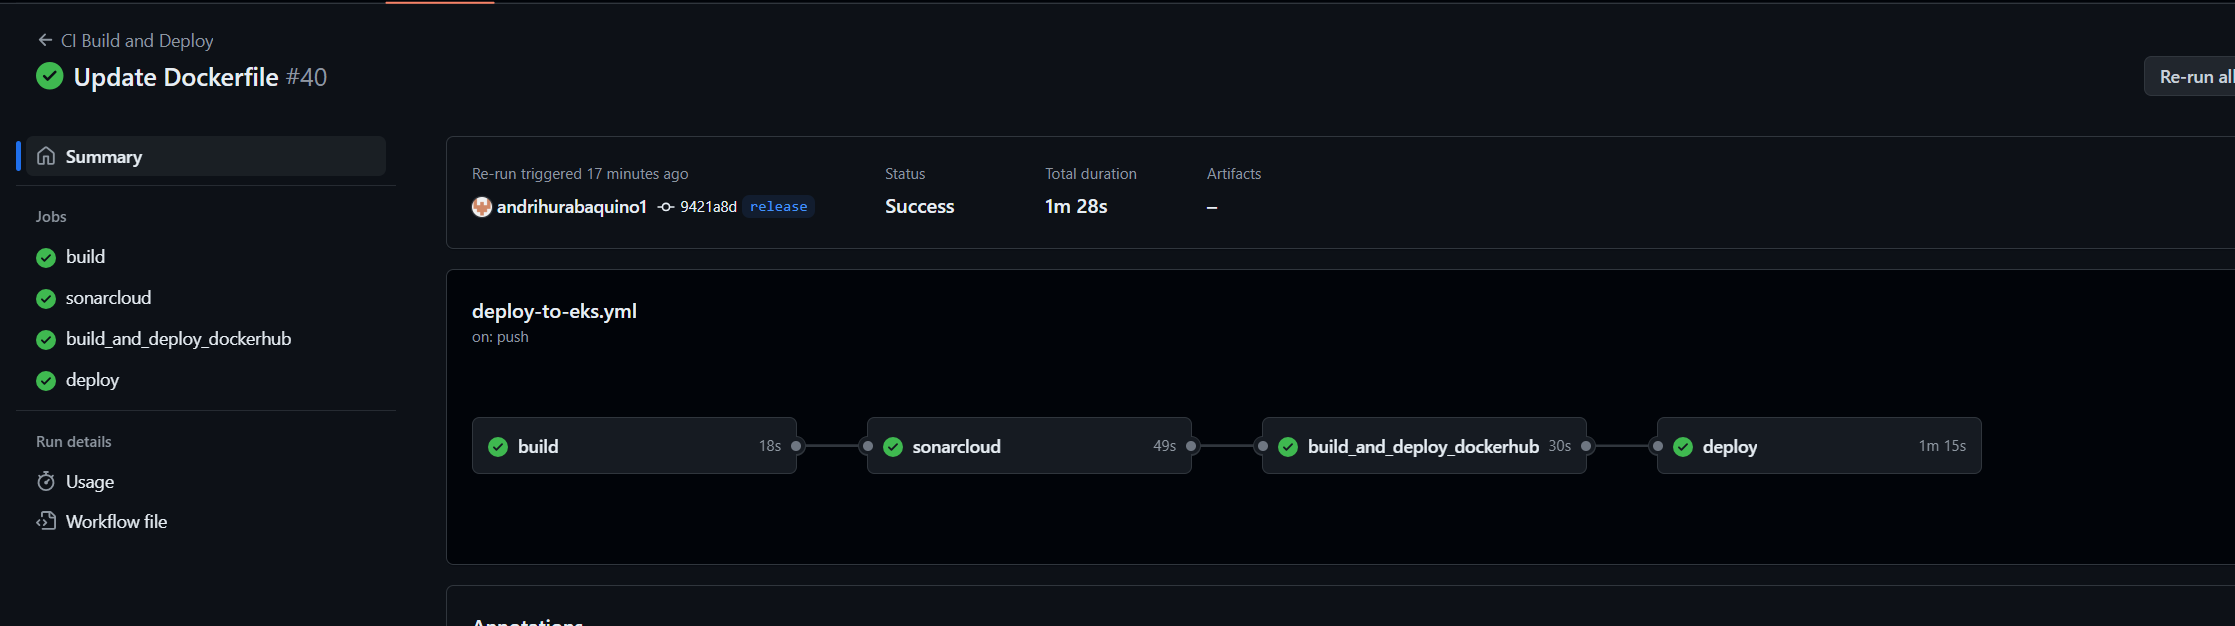 CI Build and Deploy
Update Dockerfile #40
Re-run all
Summary
Jobs
build
sonarcloud
build_and_deploy_dockerhub
deploy
Run details
Usage
Workflow file
Re-run triggered 17 minutes ago
andrihurabaquino1 9421a8d release
Status
Success
Total duration
1m 28s
Artifacts
–
deploy-to-eks.yml
on: push
build 18s
sonarcloud 49s
build_and_deploy_dockerhub 30s
deploy 1m 15s
Annotations